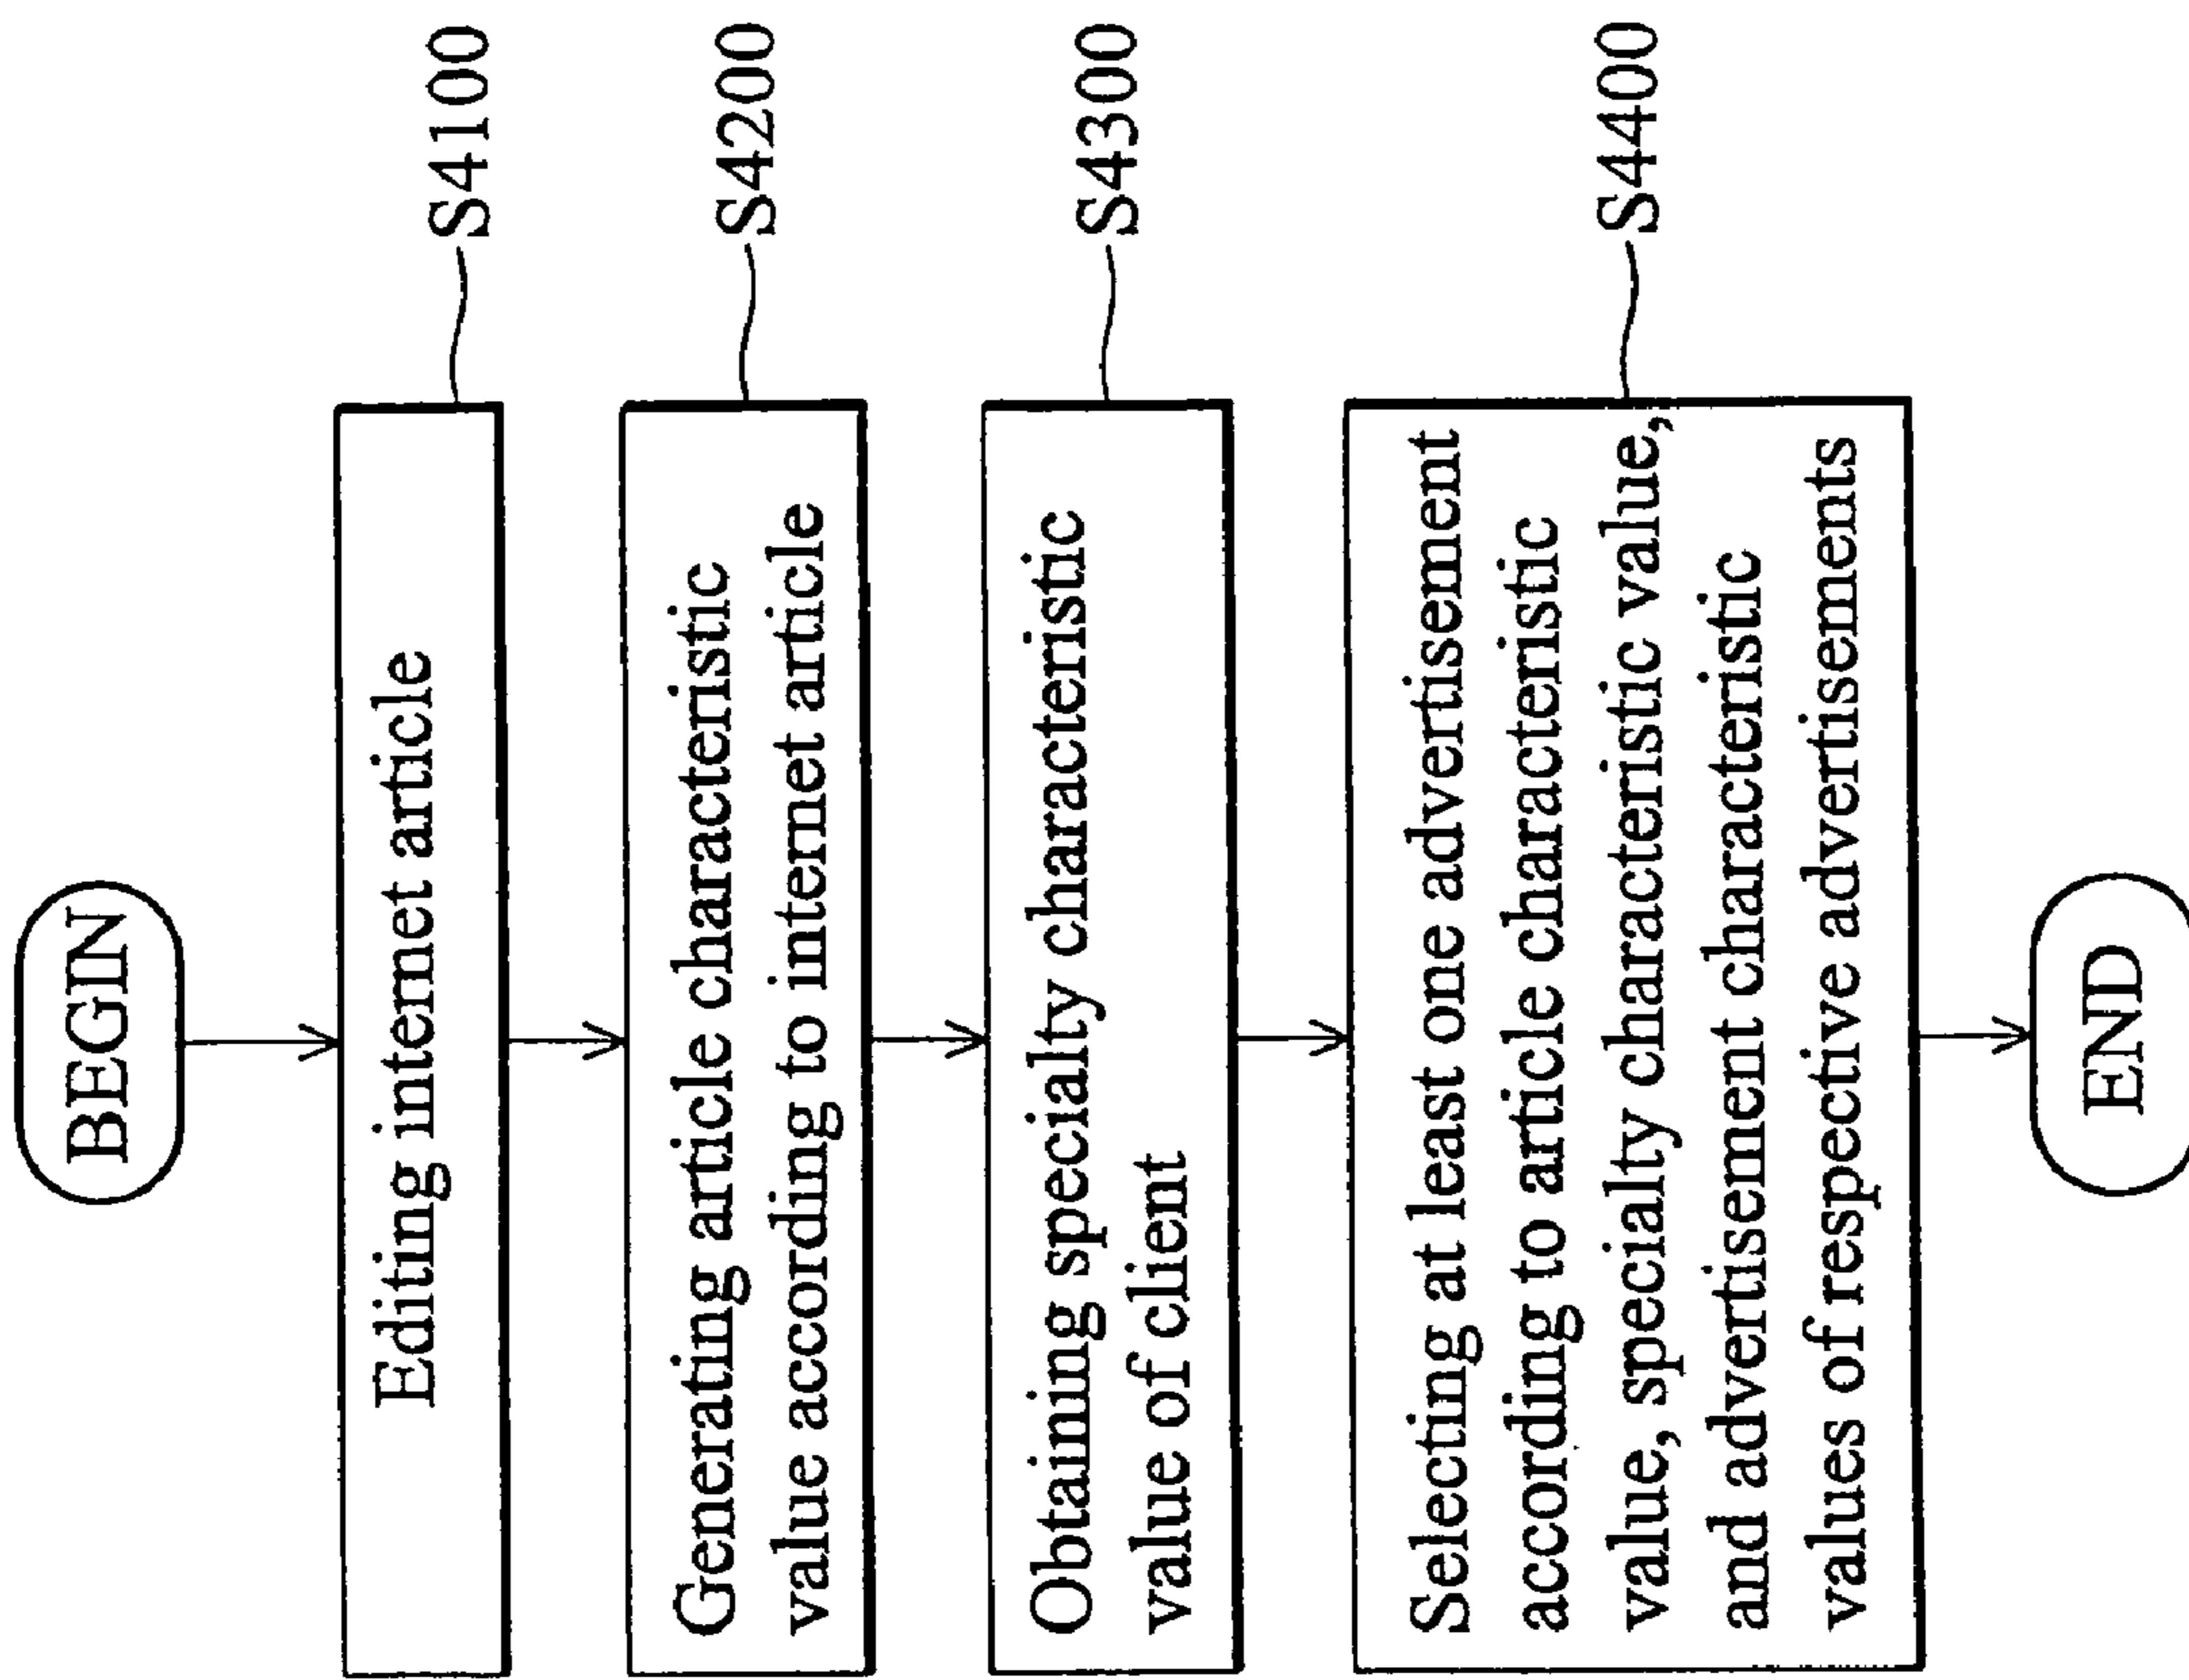 BEGIN
Editing internet article
S4100
Generating article characteristic
value according to internet article
S4200
Obtaining specialty characteristic
value of client
S4300
Selecting at least one advertisement
according to article characteristic
value, specialty characteristic value,
and advertisement characteristic
values of respective advertisements
S4400
END